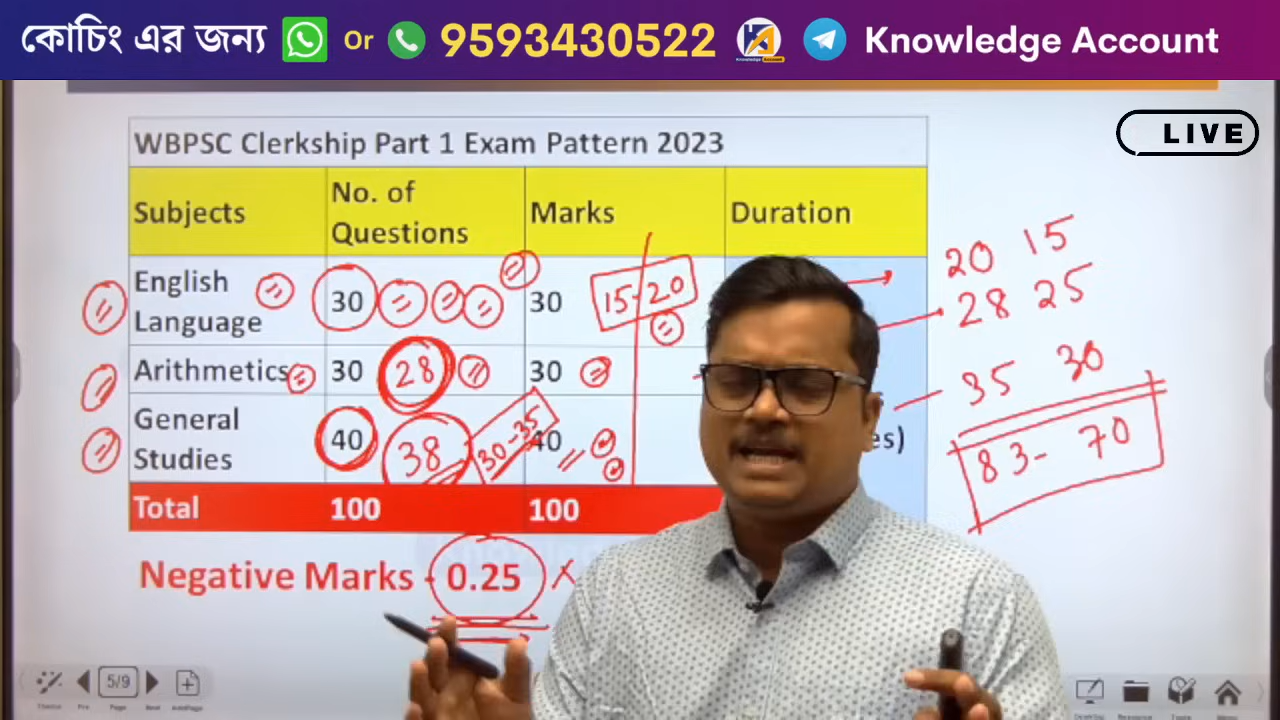 কোচিং এর জন্য Or 9593430522 Knowledge Account
LIVE
WBPSC Clerkship Part 1 Exam Pattern 2023
Subjects No. of Questions Marks Duration
English Language 30 30 15-20
Arithmetics 30 28 30
General Studies 40 38 30-35 40 es)
Total 100 100
Negative Marks - 0.25 ×
20 15
28 25
35 30
83- 70
5/9
Page